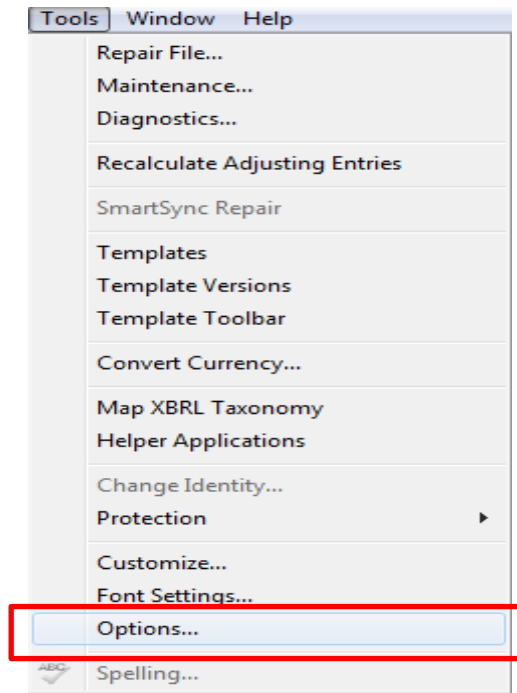 Tools Window Help
Repair File...
Maintenance...
Diagnostics...
Recalculate Adjusting Entries
SmartSync Repair
Templates
Template Versions
Template Toolbar
Convert Currency...
Map XBRL Taxonomy
Helper Applications
Change Identity...
Protection
Customize...
Font Settings...
Options...
ABC Spelling...